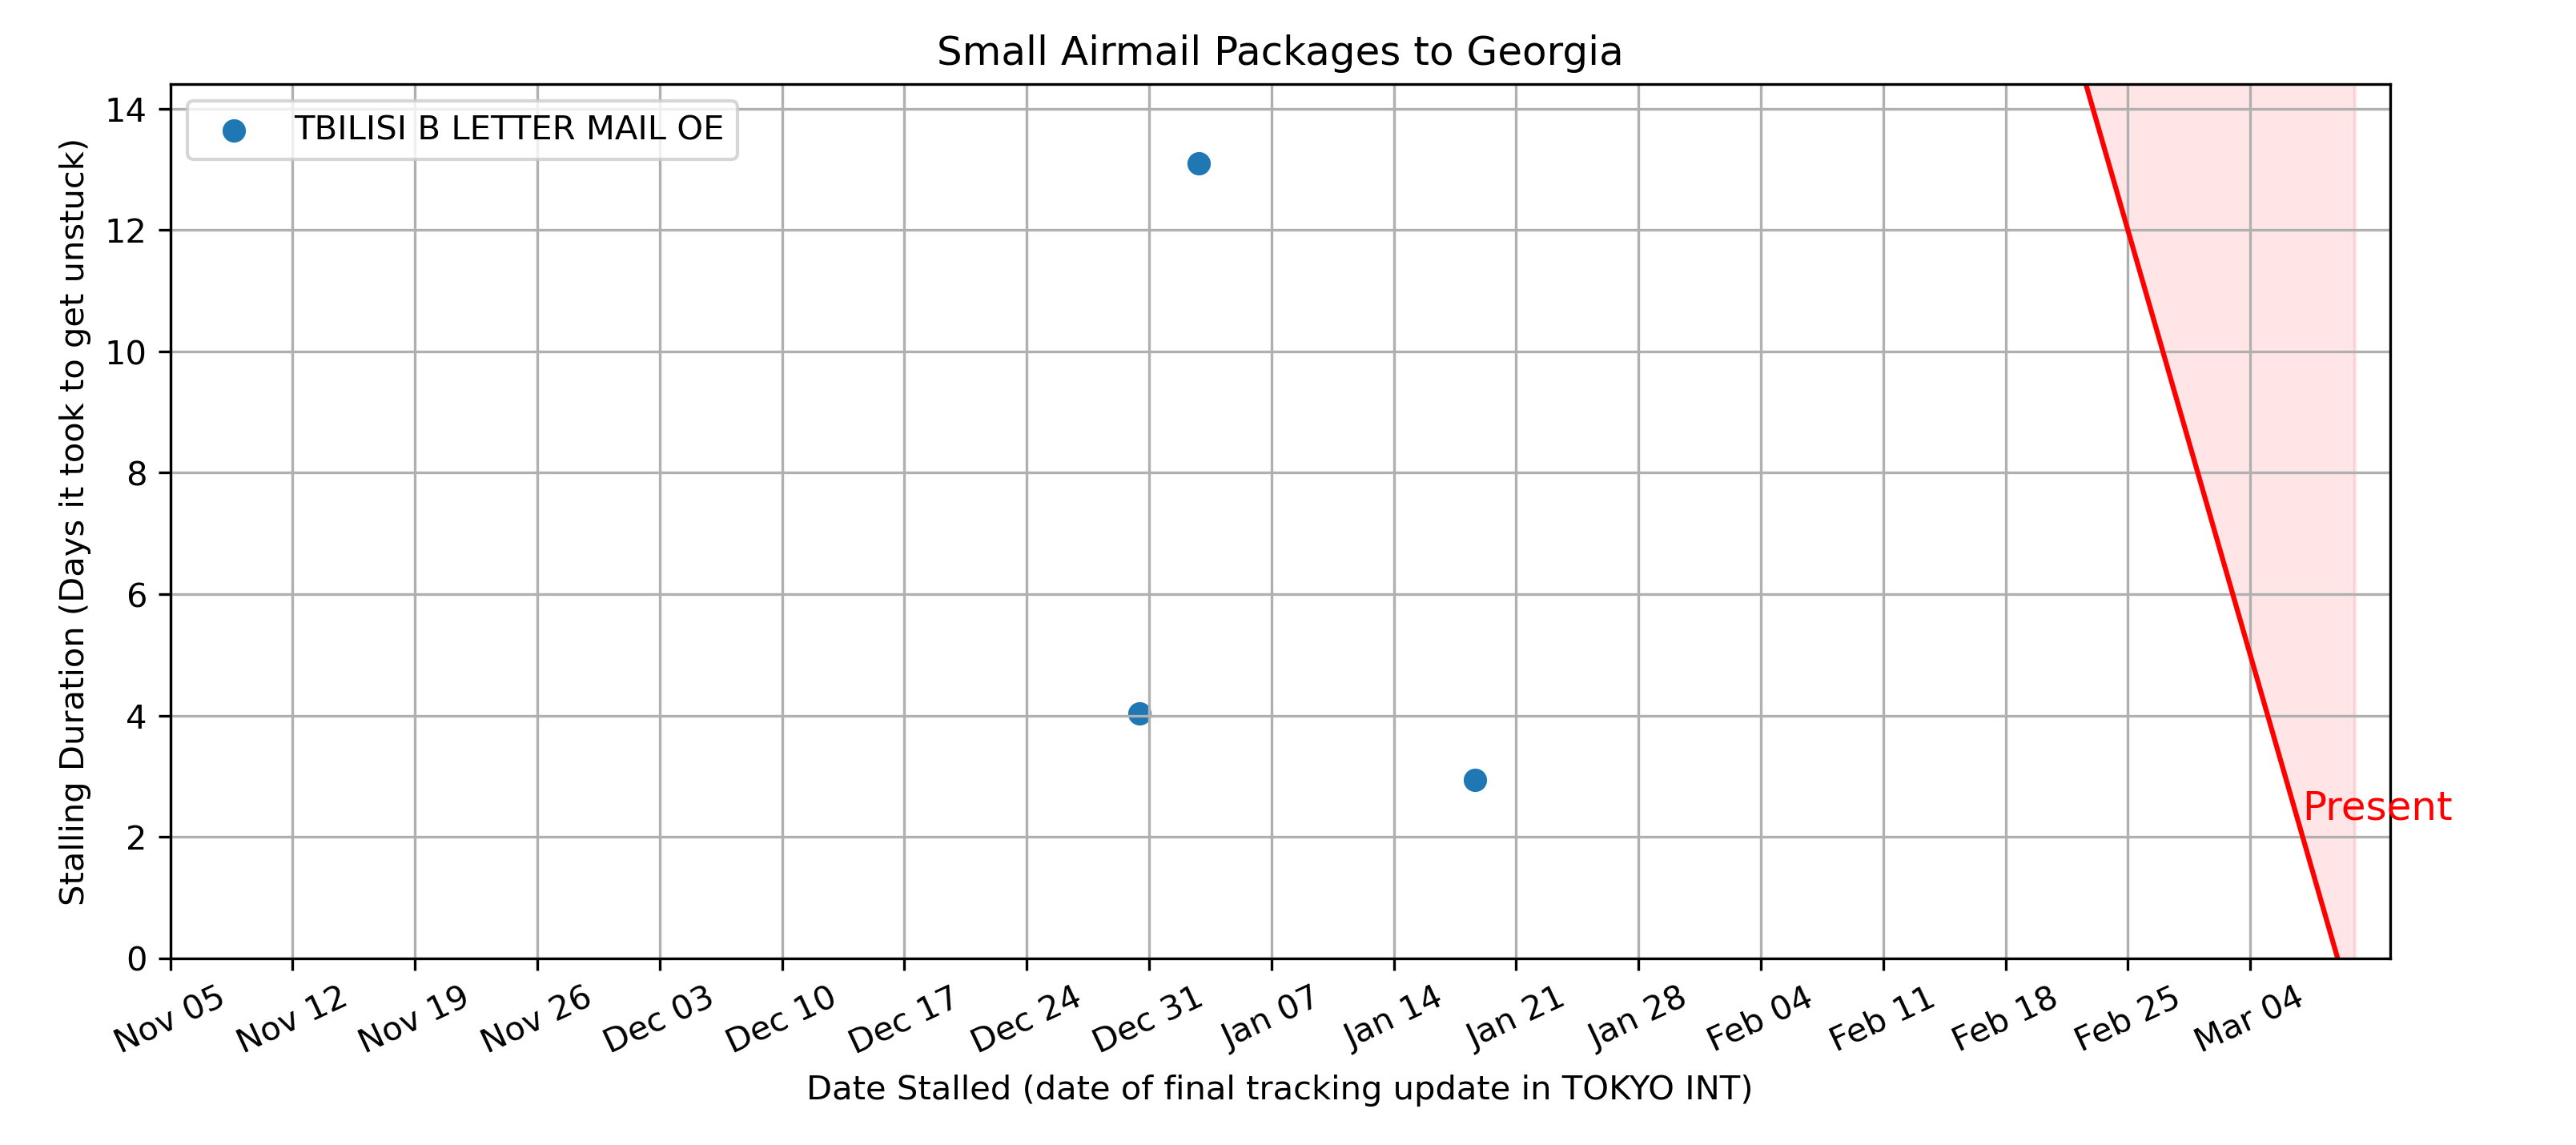 Small Airmail Packages to Georgia
TBILISI B LETTER MAIL OE
Stalling Duration (Days it took to get unstuck)
14
12
10
8
6
4
2
0
Present
Nov 05
Nov 12
Nov 19
Nov 26
Dec 03
Dec 10
Dec 17
Dec 24
Dec 31
Jan 07
Jan 14
Jan 21
Jan 28
Feb 04
Feb 11
Feb 18
Feb 25
Mar 04
Date Stalled (date of final tracking update in TOKYO INT)